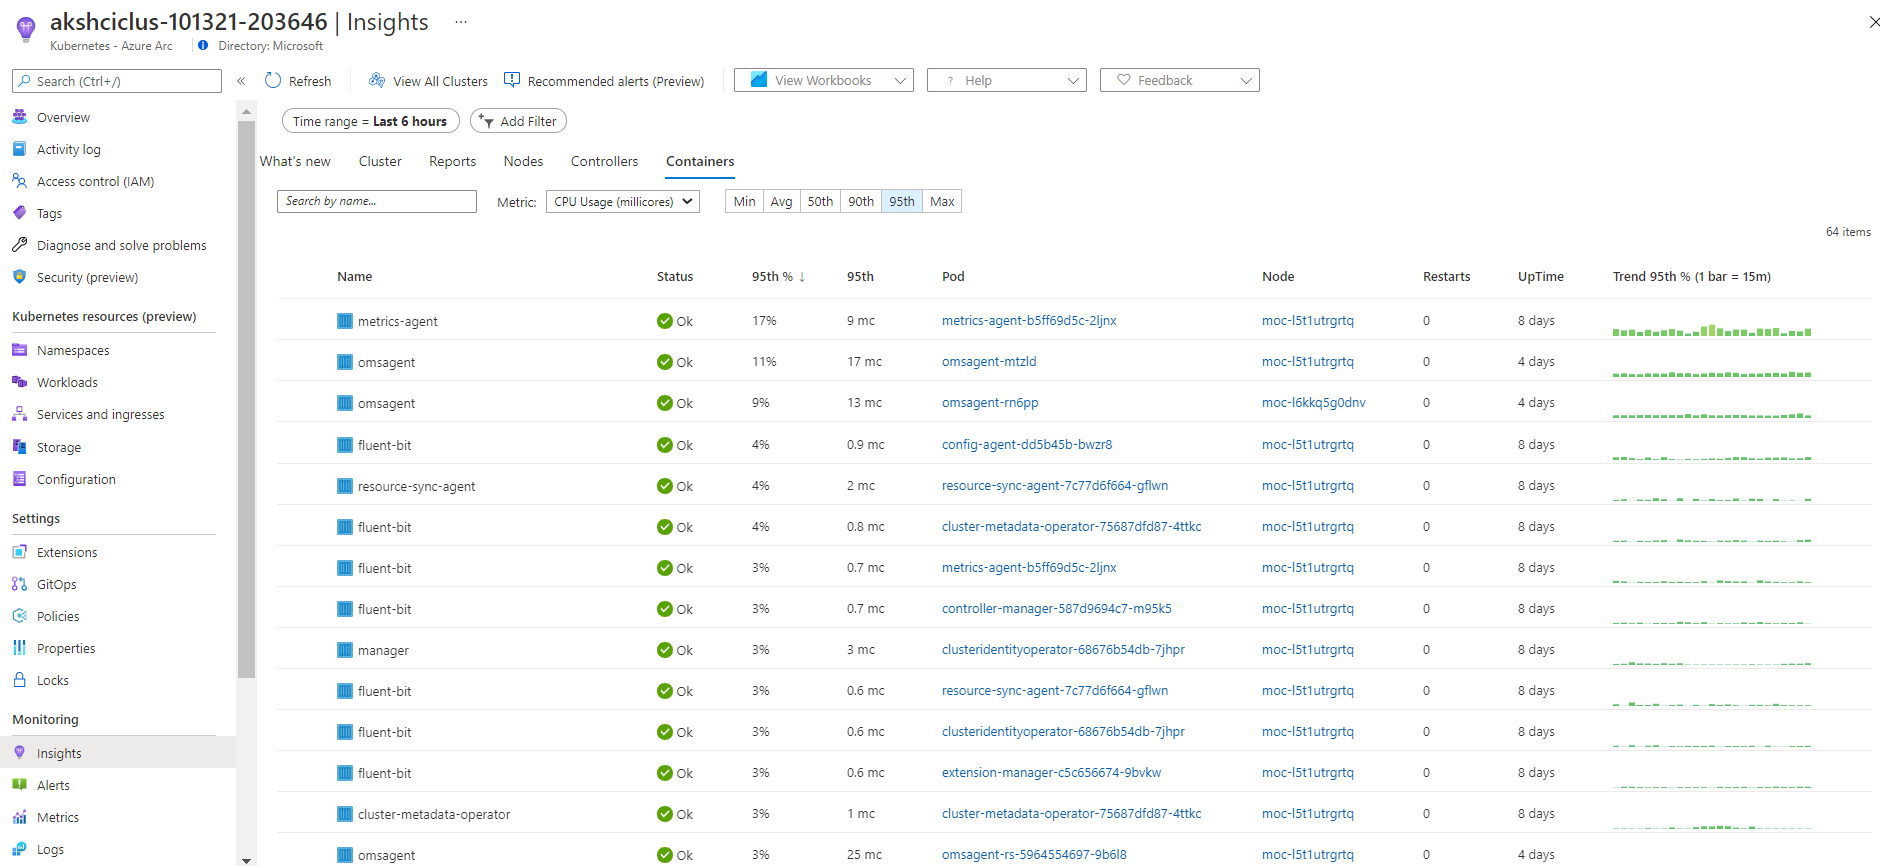 akshciclus-101321-203646 | Insights ...
Kubernetes - Azure Arc Directory: Microsoft
Search (Ctrl+/) « Refresh View All Clusters Recommended alerts (Preview) View Workbooks ? Help Feedback
Overview
Activity log
Access control (IAM)
Tags
Diagnose and solve problems
Security (preview)
Kubernetes resources (preview)
Namespaces
Workloads
Services and ingresses
Storage
Configuration
Settings
Extensions
GitOps
Policies
Properties
Locks
Monitoring
Insights
Alerts
Metrics
Logs
Time range = Last 6 hours Add Filter
What's new Cluster Reports Nodes Controllers Containers
Search by name... Metric: CPU Usage (millicores) Min Avg 50th 90th 95th Max
64 items
Name Status 95th % ↓ 95th Pod Node Restarts UpTime Trend 95th % (1 bar = 15m)
metrics-agent Ok 17% 9 mc metrics-agent-b5ff69d5c-2ljnx moc-l5t1utrgrtq 0 8 days
omsagent Ok 11% 17 mc omsagent-mtzld moc-l5t1utrgrtq 0 4 days
omsagent Ok 9% 13 mc omsagent-rn6pp moc-l6kkq5g0dnv 0 4 days
fluent-bit Ok 4% 0.9 mc config-agent-dd5b45b-bwzr8 moc-l5t1utrgrtq 0 8 days
resource-sync-agent Ok 4% 2 mc resource-sync-agent-7c77d6f664-gflwn moc-l5t1utrgrtq 0 8 days
fluent-bit Ok 4% 0.8 mc cluster-metadata-operator-75687dfd87-4ttkc moc-l5t1utrgrtq 0 8 days
fluent-bit Ok 3% 0.7 mc metrics-agent-b5ff69d5c-2ljnx moc-l5t1utrgrtq 0 8 days
fluent-bit Ok 3% 0.7 mc controller-manager-587d9694c7-m95k5 moc-l5t1utrgrtq 0 8 days
manager Ok 3% 3 mc clusteridentityoperator-68676b54db-7jhpr moc-l5t1utrgrtq 0 8 days
fluent-bit Ok 3% 0.6 mc resource-sync-agent-7c77d6f664-gflwn moc-l5t1utrgrtq 0 8 days
fluent-bit Ok 3% 0.6 mc clusteridentityoperator-68676b54db-7jhpr moc-l5t1utrgrtq 0 8 days
fluent-bit Ok 3% 0.6 mc extension-manager-c5c656674-9bvkw moc-l5t1utrgrtq 0 8 days
cluster-metadata-operator Ok 3% 1 mc cluster-metadata-operator-75687dfd87-4ttkc moc-l5t1utrgrtq 0 8 days
omsagent Ok 3% 25 mc omsagent-rs-5964554697-9b6l8 moc-l5t1utrgrtq 0 4 days